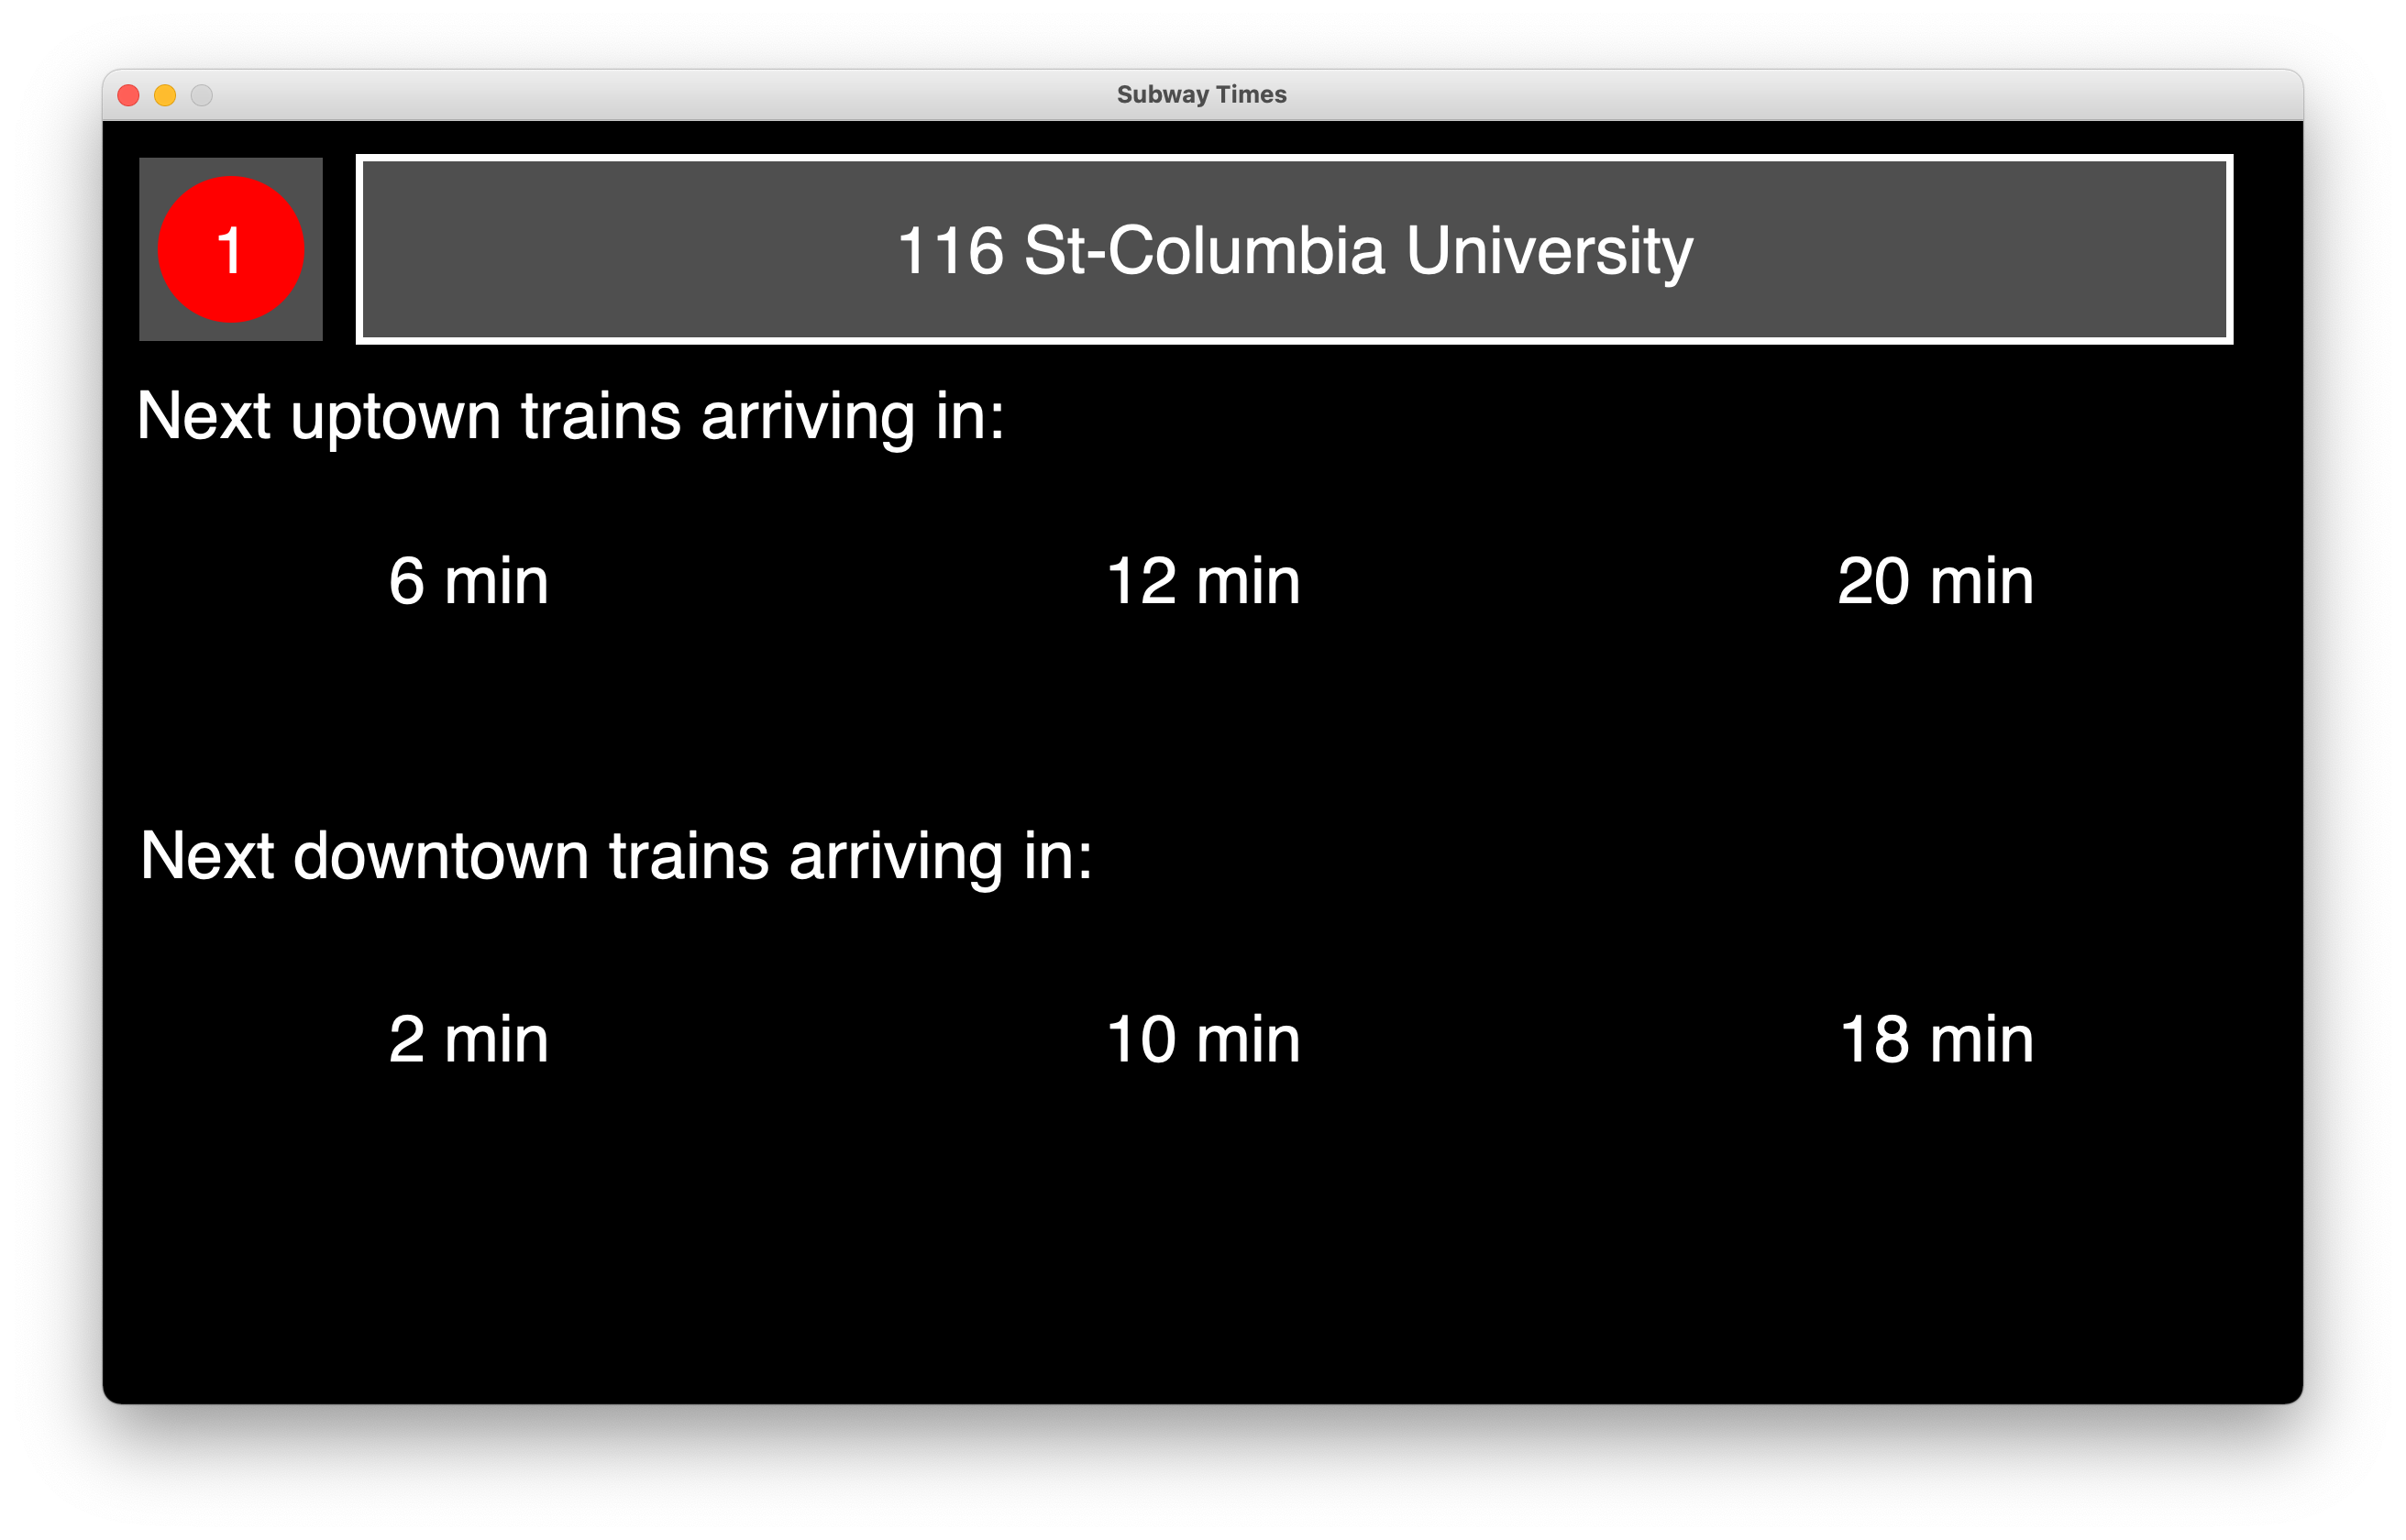 Subway Times
1
116 St-Columbia University
Next uptown trains arriving in:
6 min 12 min 20 min
Next downtown trains arriving in:
2 min 10 min 18 min